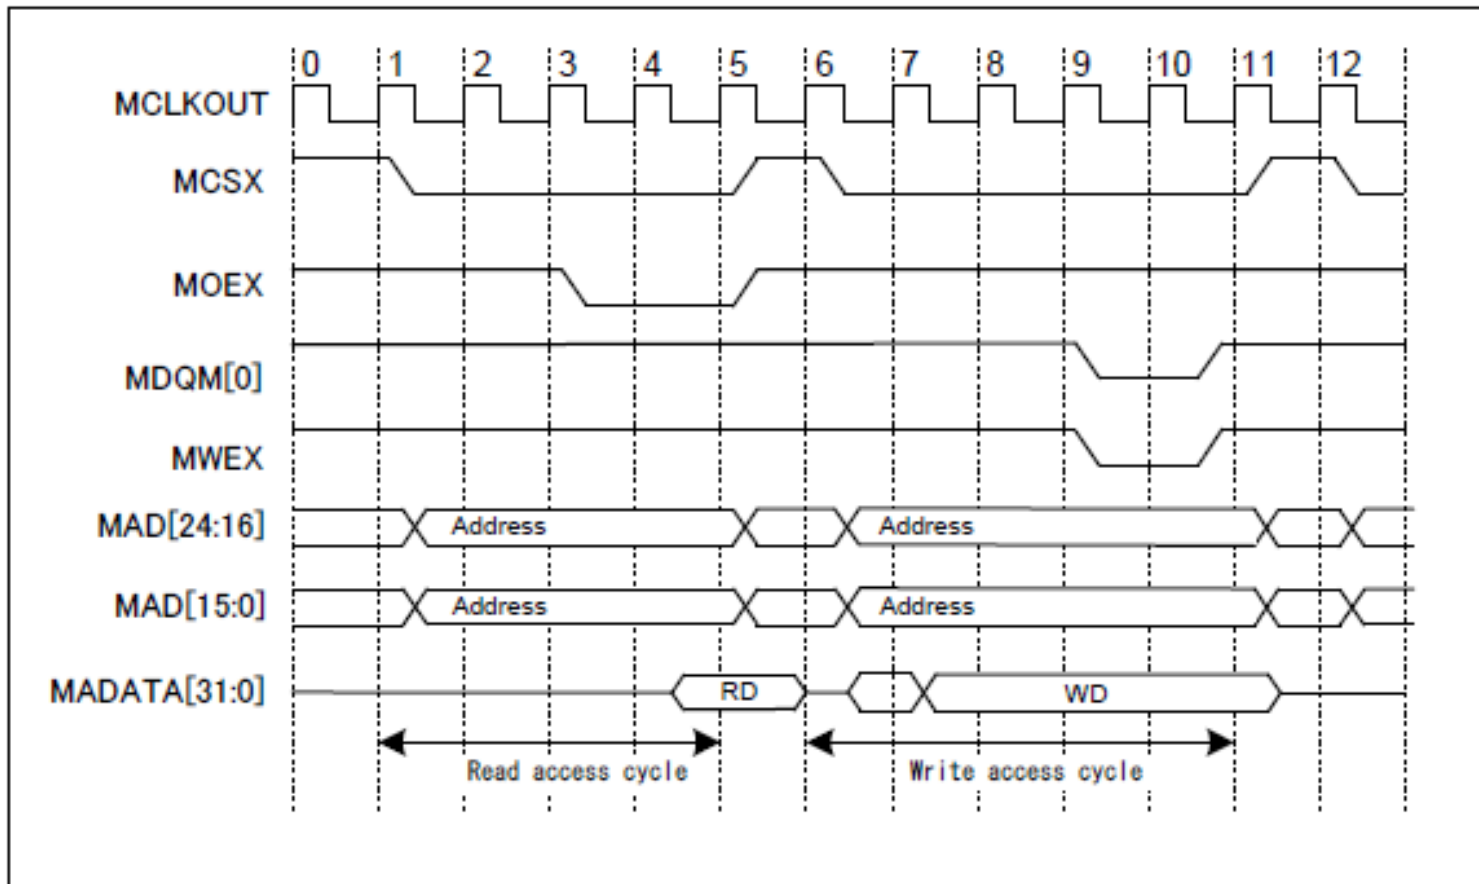 0 1 2 3 4 5 6 7 8 9 10 11 12
MCLKOUT
MCSX
MOEX
MDQM[0]
MWEX
MAD[24:16] Address Address
MAD[15:0] Address Address
MADATA[31:0] RD WD
Read access cycle Write access cycle